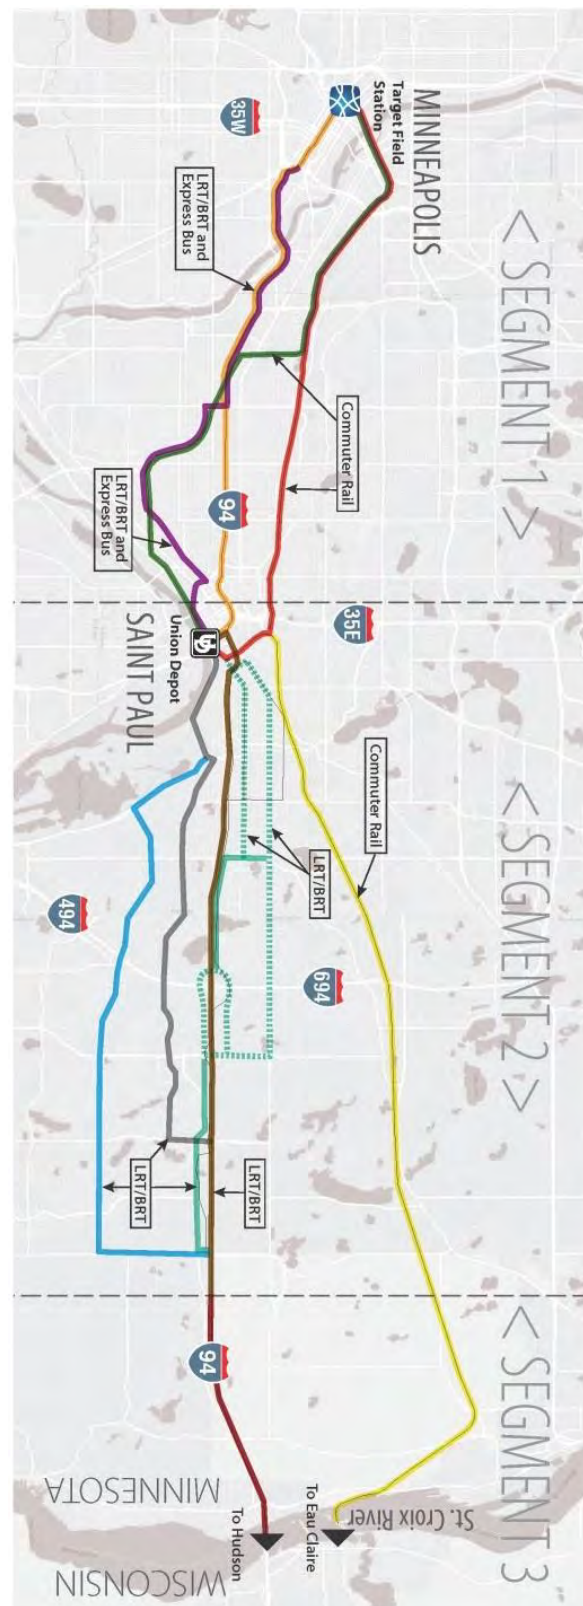 < SEGMENT 1 >
< SEGMENT 2 >
< SEGMENT 3
MINNEAPOLIS
Target Field
Station
35W
LRT/BRT and
Express Bus
Commuter Rail
94
LRT/BRT and
Express Bus
35E
Union Depot
SAINT PAUL
Commuter Rail
LRT/BRT
494
694
LRT/BRT
LRT/BRT
94
To Eau Claire
St. Croix River
To Hudson
MINNESOTA
WISCONSIN